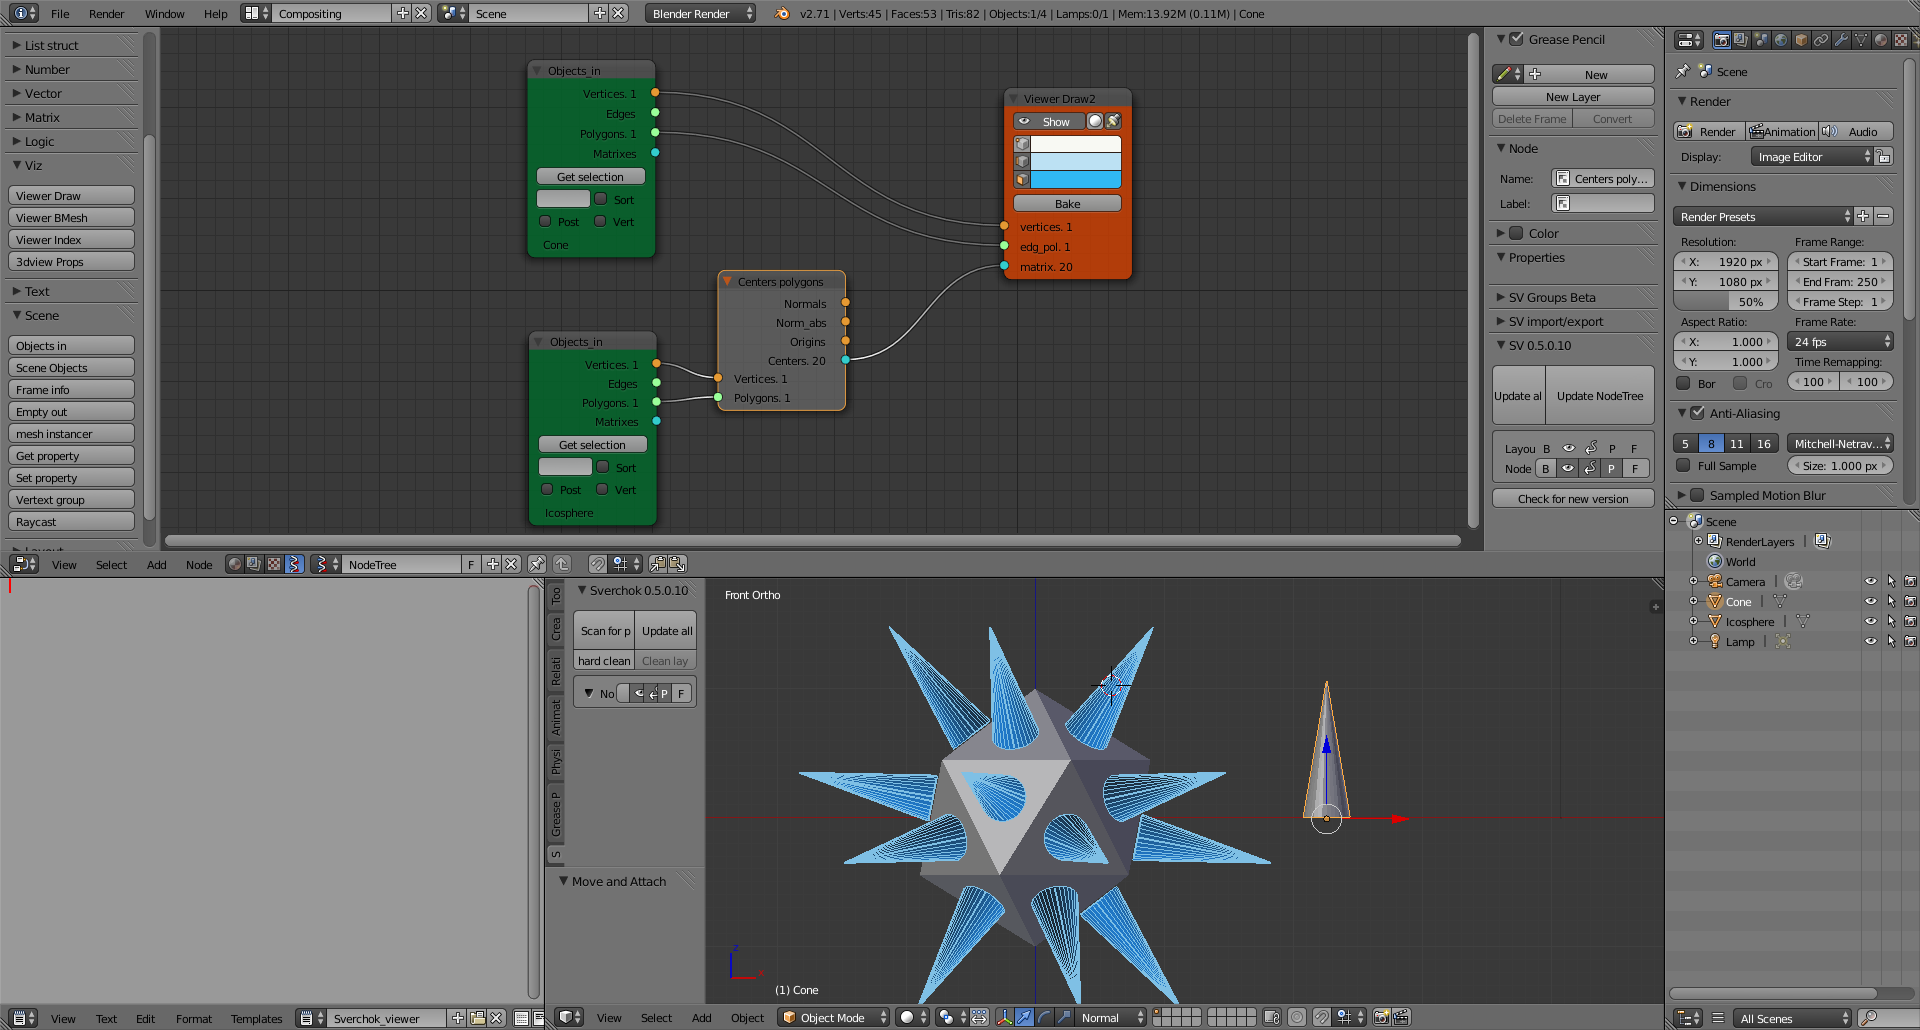 File Render Window Help Compositing Scene Blender Render v2.71 | Verts:45 | Faces:53 | Tris:82 | Objects:1/4 | Lamps:0/1 | Mem:13.92M (0.11M) | Cone
List struct
Number
Vector
Matrix
Logic
Viz
Viewer Draw
Viewer BMesh
Viewer Index
3dview Props
Text
Scene
Objects in
Scene Objects
Frame info
Empty out
mesh instancer
Get property
Set property
Vertext group
Raycast
Objects_in
Vertices. 1
Edges
Polygons. 1
Matrixes
Get selection
Sort
Post Vert
Cone
Objects_in
Vertices. 1
Edges
Polygons. 1
Matrixes
Get selection
Sort
Post Vert
Icosphere
Centers polygons
Normals
Norm_abs
Origins
Centers. 20
Vertices. 1
Polygons. 1
Viewer Draw2
Show
Bake
vertices. 1
edg_pol. 1
matrix. 20
Grease Pencil
New
New Layer
Delete Frame Convert
Node
Name: Centers poly...
Label:
Color
Properties
SV Groups Beta
SV import/export
SV 0.5.0.10
Update al Update NodeTree
Layou B P F
Node B P F
Check for new version
Scene
Render
Render Animation Audio
Display: Image Editor
Dimensions
Render Presets
Resolution: Frame Range:
X: 1920 px Start Frame: 1
Y: 1080 px End Fram: 250
50% Frame Step: 1
Aspect Ratio: Frame Rate:
X: 1.000 24 fps
Y: 1.000 Time Remapping:
Bor Cro 100 100
Anti-Aliasing
5 8 11 16 Mitchell-Netrav...
Full Sample Size: 1.000 px
Sampled Motion Blur
View Select Add Node NodeTree F
Too
Crea
Relati
Animat
Physi
Grease P
S
Sverchok 0.5.0.10
Scan for p Update all
hard clean Clean lay
No P F
Move and Attach
Front Ortho
z
x
(1) Cone
Scene
RenderLayers
World
Camera
Cone
Icosphere
Lamp
View Text Edit Format Templates Sverchok_viewer
View Select Add Object Object Mode Normal
All Scenes